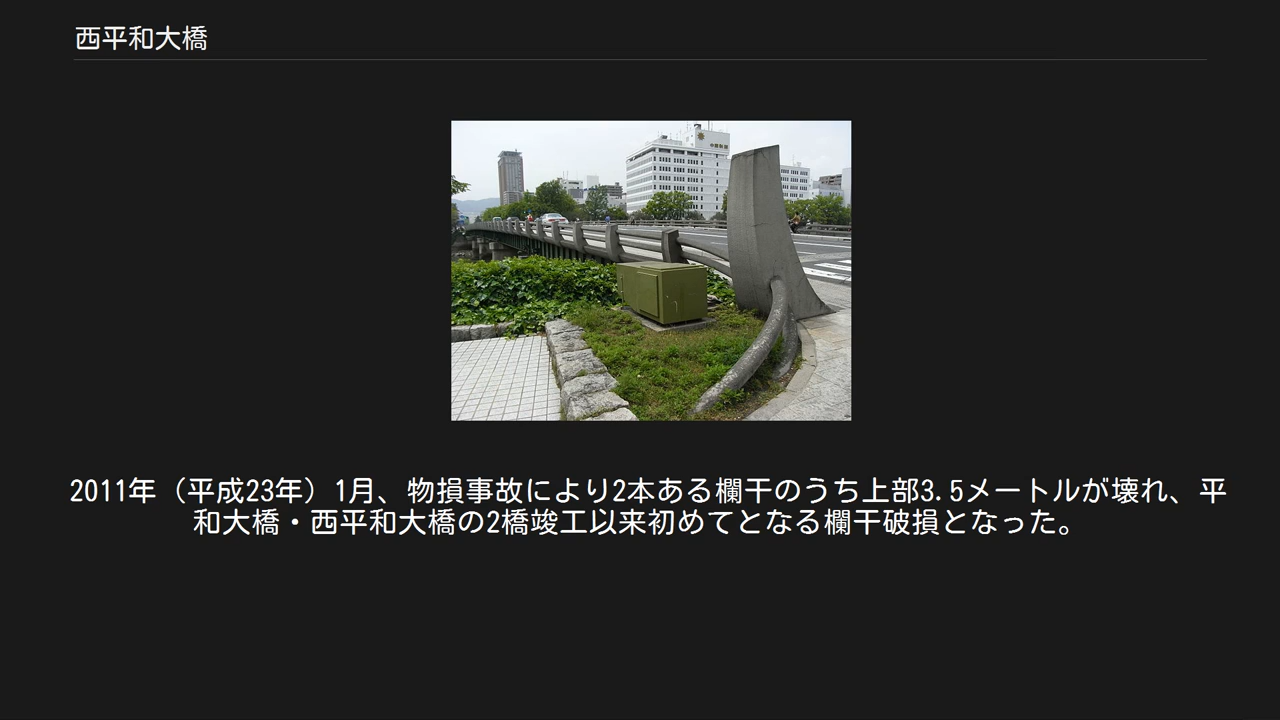 西平和大橋
2011年（平成23年）1月、物損事故により2本ある欄干のうち上部3.5メートルが壊れ、平
和大橋・西平和大橋の2橋竣工以来初めてとなる欄干破損となった。